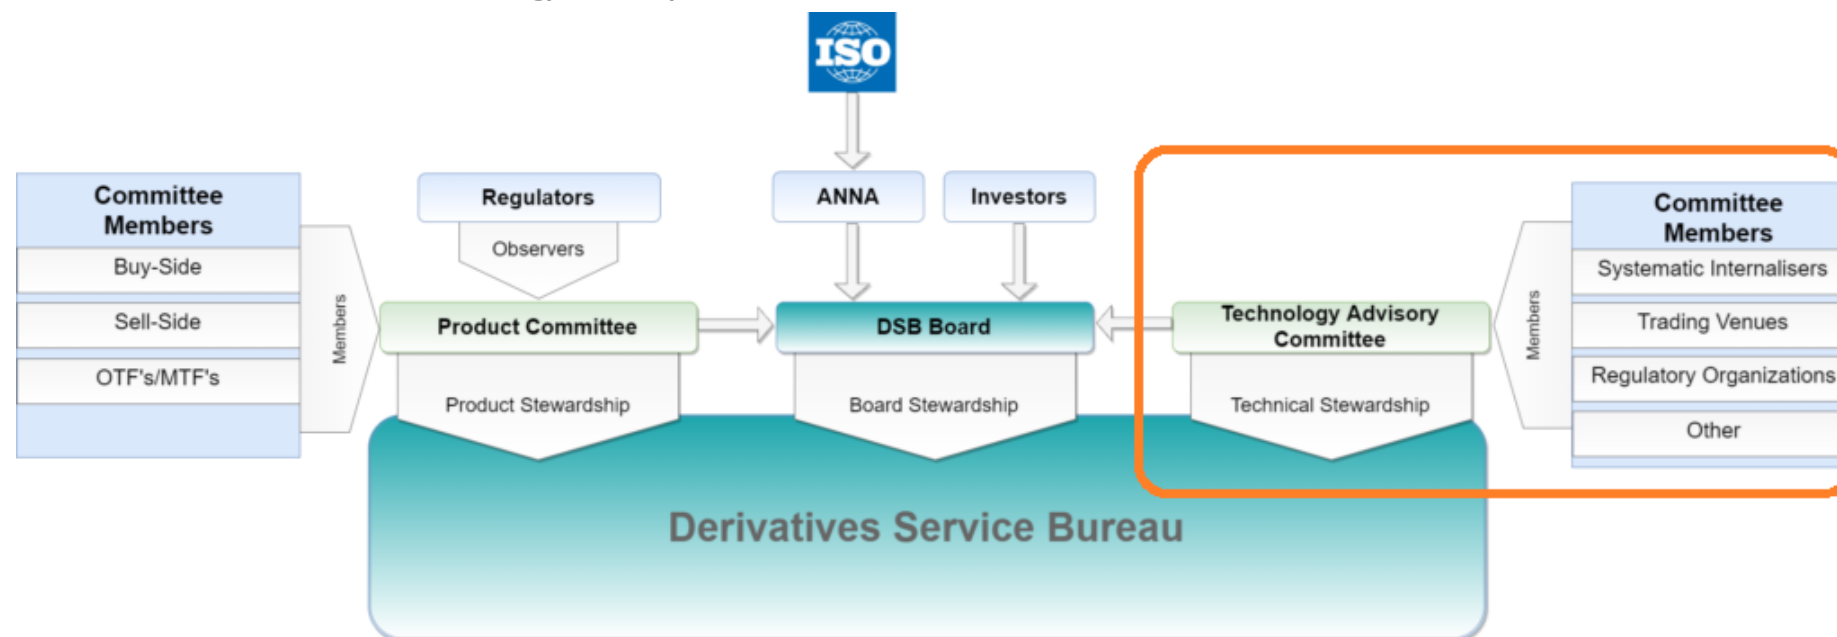 ISO
Committee
Members
Buy-Side
Sell-Side
OTF's/MTF's
Members
Regulators
Observers
ANNA
Investors
Product Committee
DSB Board
Technology Advisory
Committee
Product Stewardship
Board Stewardship
Technical Stewardship
Members
Committee
Members
Systematic Internalisers
Trading Venues
Regulatory Organizations
Other
Derivatives Service Bureau